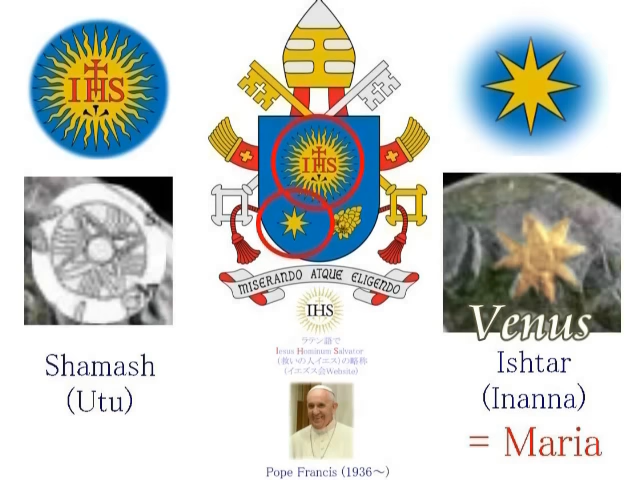 IHS
IHS
MISERANDO ATQUE ELIGENDO
IHS
ラテン語で
Iesus Hominum Salvator
（救いの人イエス）の略称
（イエズス会Website）
Shamash
(Utu)
Venus
Ishtar
(Inanna)
= Maria
Pope Francis (1936～)